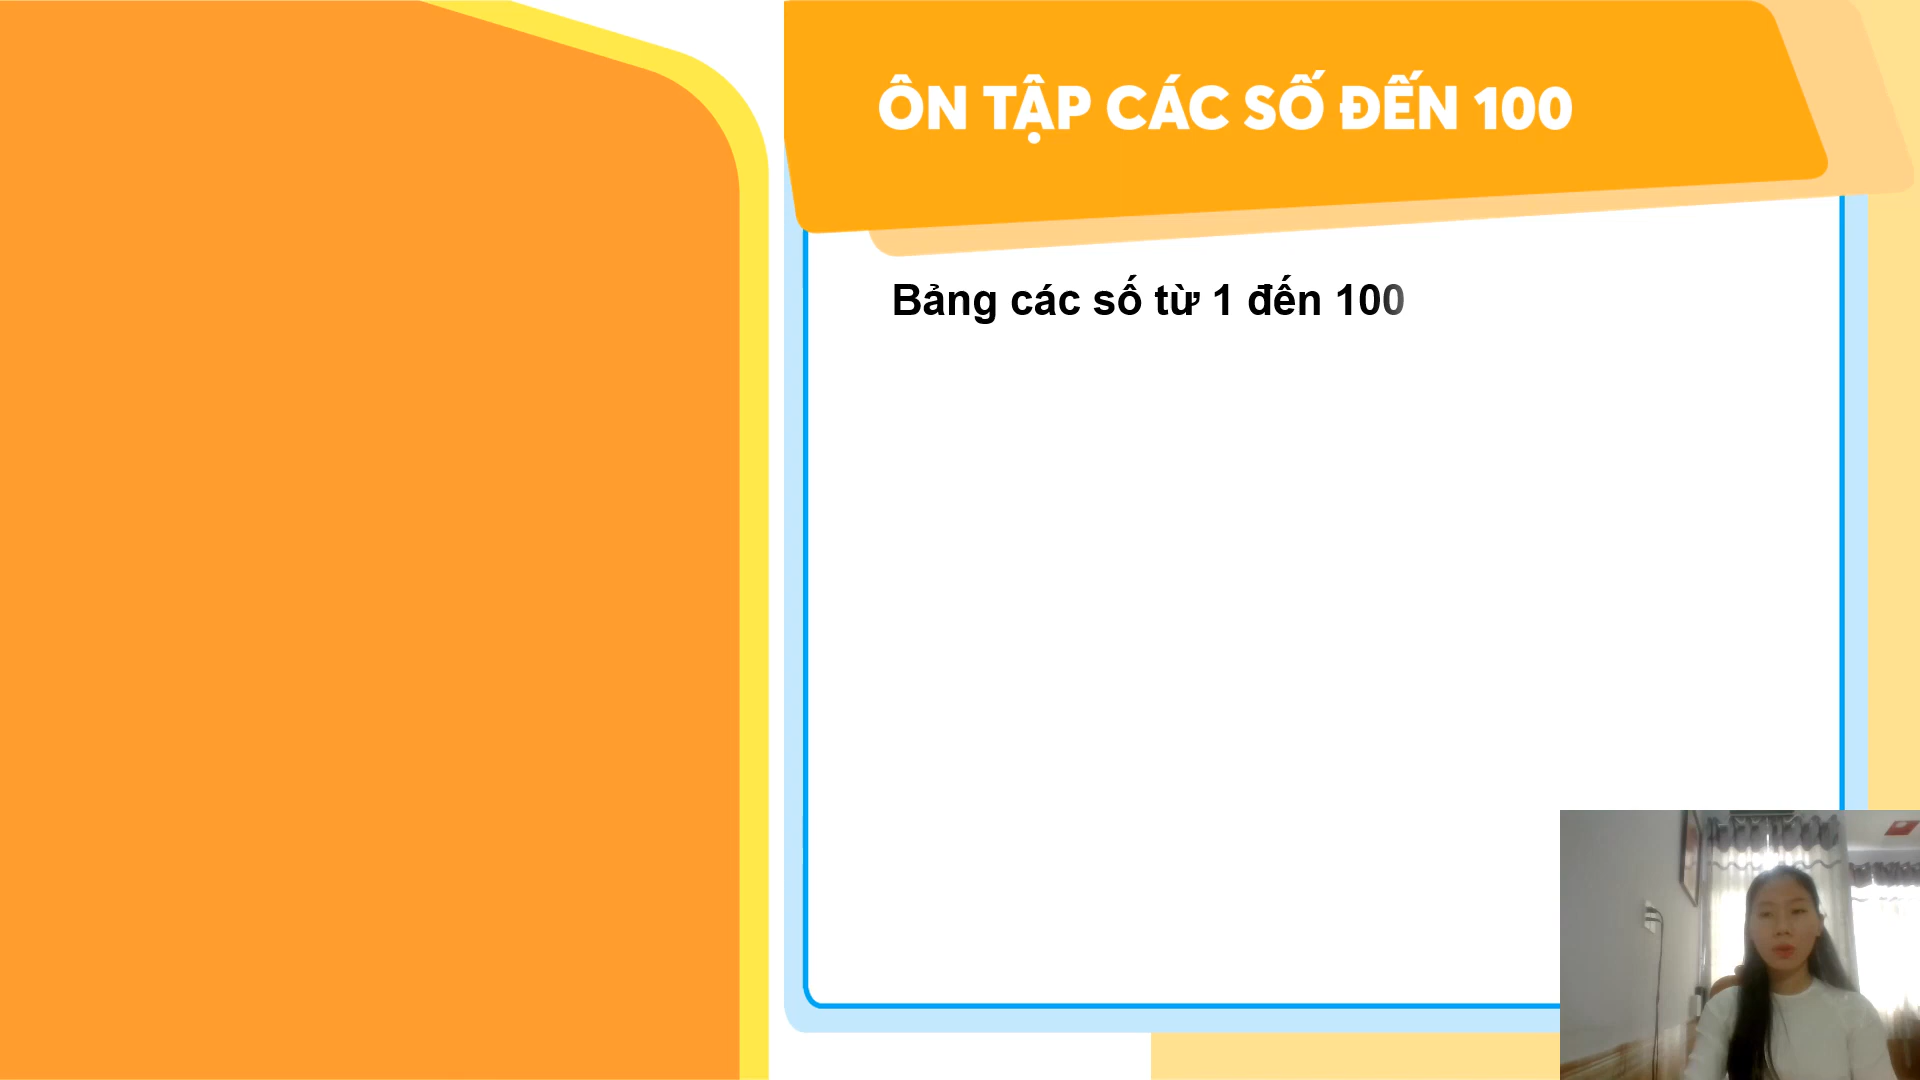 ÔN TẬP CÁC SỐ ĐẾN 100
Bảng các số từ 1 đến 100